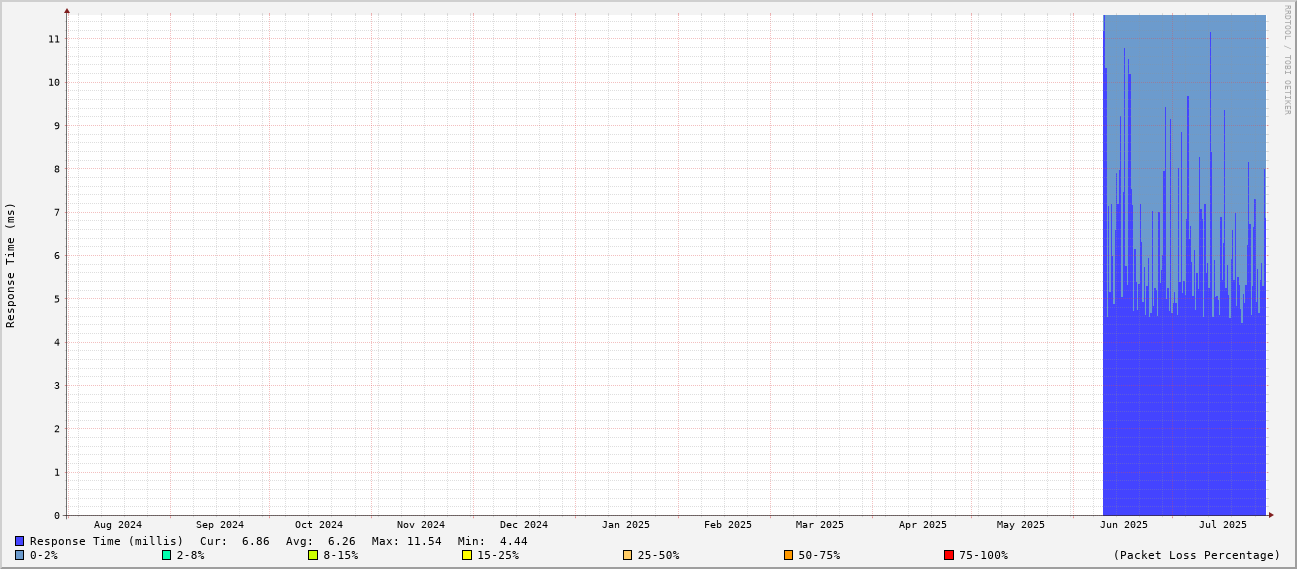 RRDTOOL / TOBI OETIKER
Response Time (ms)
11
10
9
8
7
6
5
4
3
2
1
0
Aug 2024 Sep 2024 Oct 2024 Nov 2024 Dec 2024 Jan 2025 Feb 2025 Mar 2025 Apr 2025 May 2025 Jun 2025 Jul 2025
Response Time (millis) Cur: 6.86 Avg: 6.26 Max: 11.54 Min: 4.44
0-2% 2-8% 8-15% 15-25% 25-50% 50-75% 75-100% (Packet Loss Percentage)